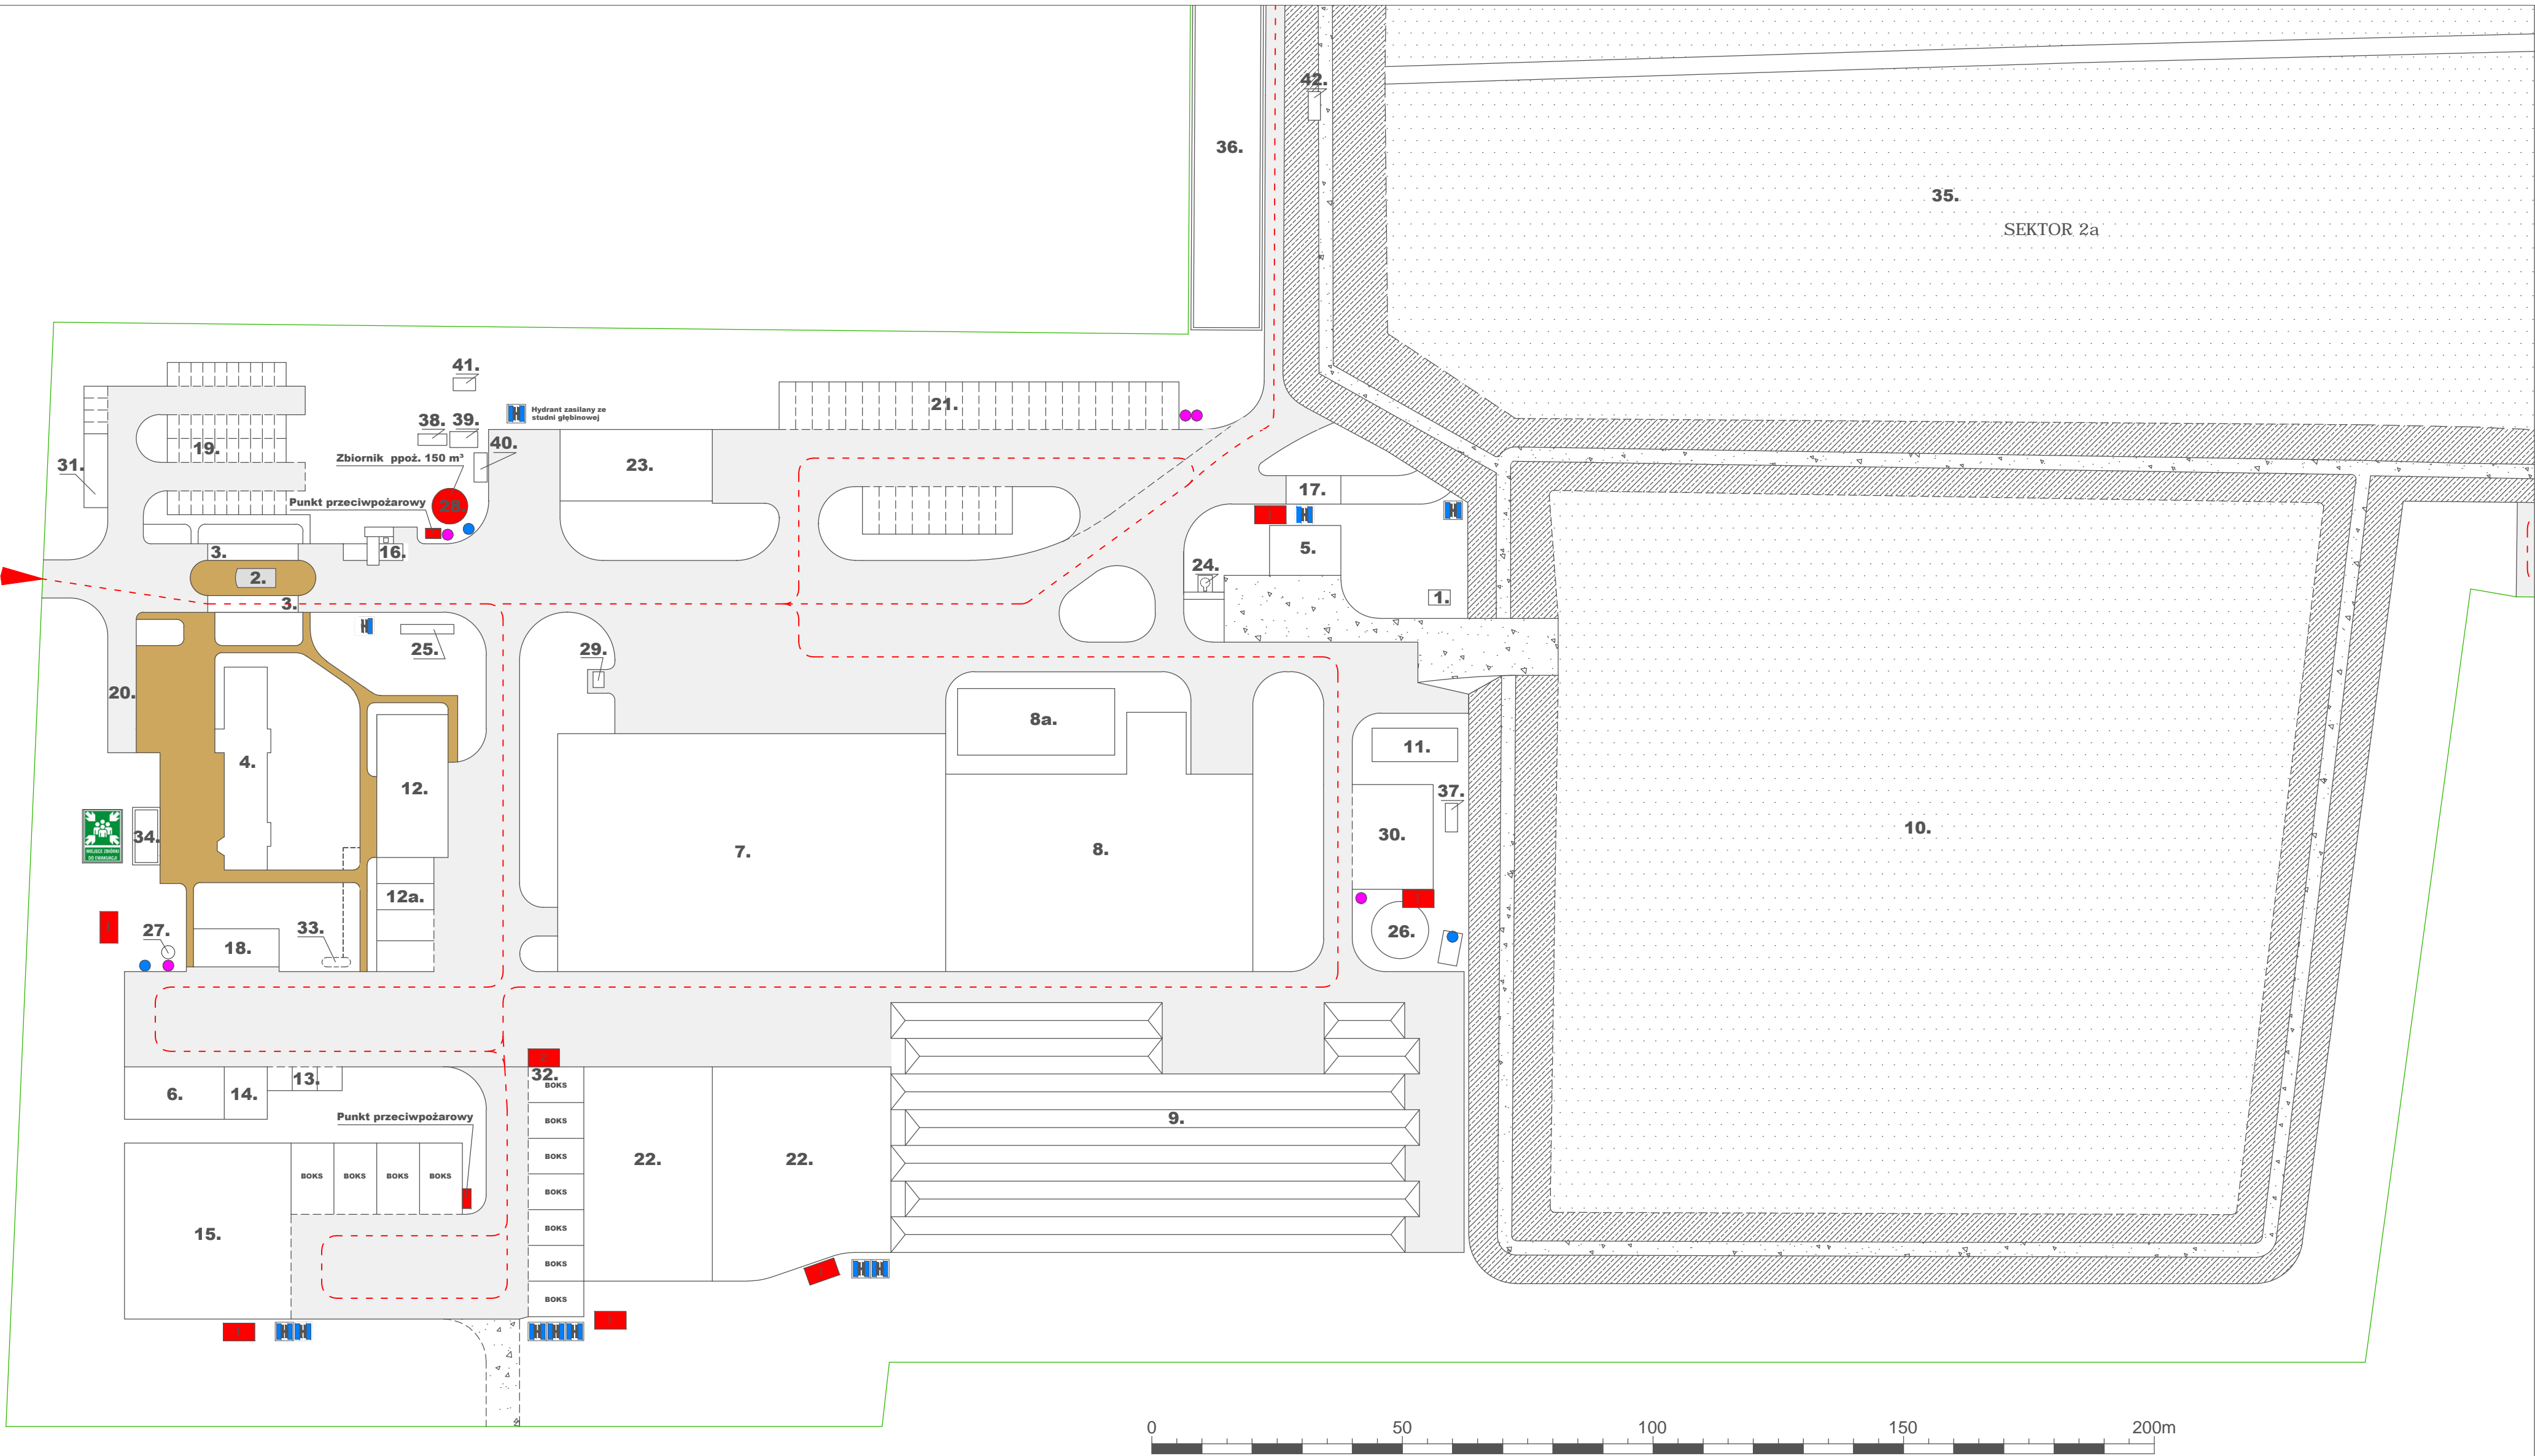 36.
42.
35.
SEKTOR 2a
41.
38.
39.
Hydrant zasilany ze
studni głębinowej
40.
21.
19.
31.
Zbiornik ppoż. 150 m³
Punkt przeciwpożarowy
28.
23.
17.
3.
16.
5.
2.
24.
3.
1.
25.
29.
20.
4.
8a.
11.
12.
37.
34.
MIEJSCE ZBIÓRKI
DO EWAKUACJI
7.
8.
30.
10.
12a.
27.
18.
33.
26.
32.
BOKS
6.
14.
13.
Punkt przeciwpożarowy
BOKS
9.
BOKS
22.
22.
BOKS
BOKS
BOKS
BOKS
BOKS
15.
BOKS
BOKS
BOKS
0
50
100
150
200m